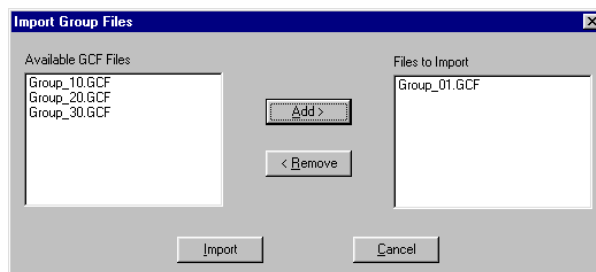 Import Group Files
Available GCF Files
Group_10.GCF
Group_20.GCF
Group_30.GCF
Add >
< Remove
Files to Import
Group_01.GCF
Import
Cancel